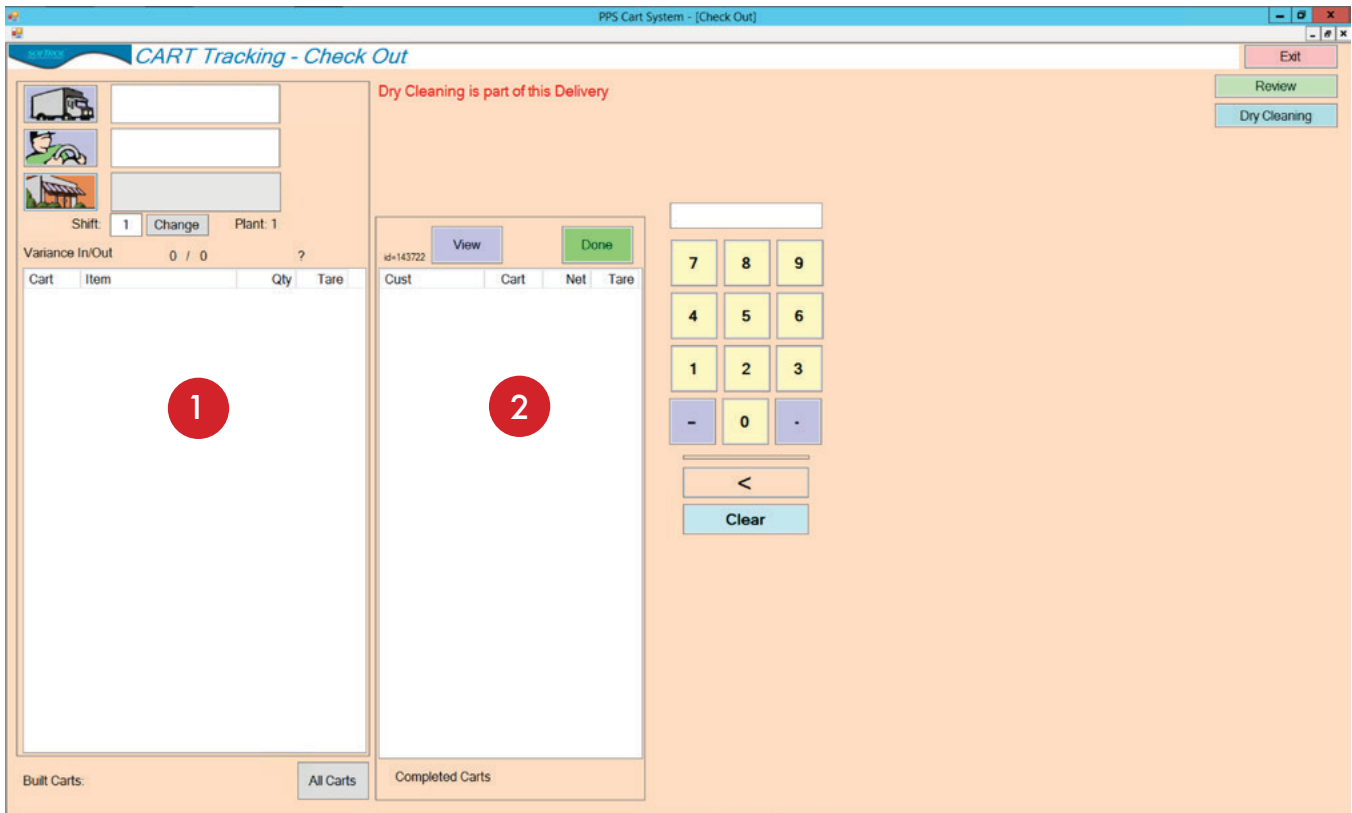 PPS Cart System - [Check Out]
CART Tracking - Check Out
Exit
Dry Cleaning is part of this Delivery
Review
Dry Cleaning
Shift: 1 Change Plant: 1
Variance In/Out 0 / 0 ?
id=143722 View Done
Cart Item Qty Tare
Cust Cart Net Tare
1
2
7 8 9
4 5 6
1 2 3
- 0 .
<
Clear
Built Carts: All Carts
Completed Carts